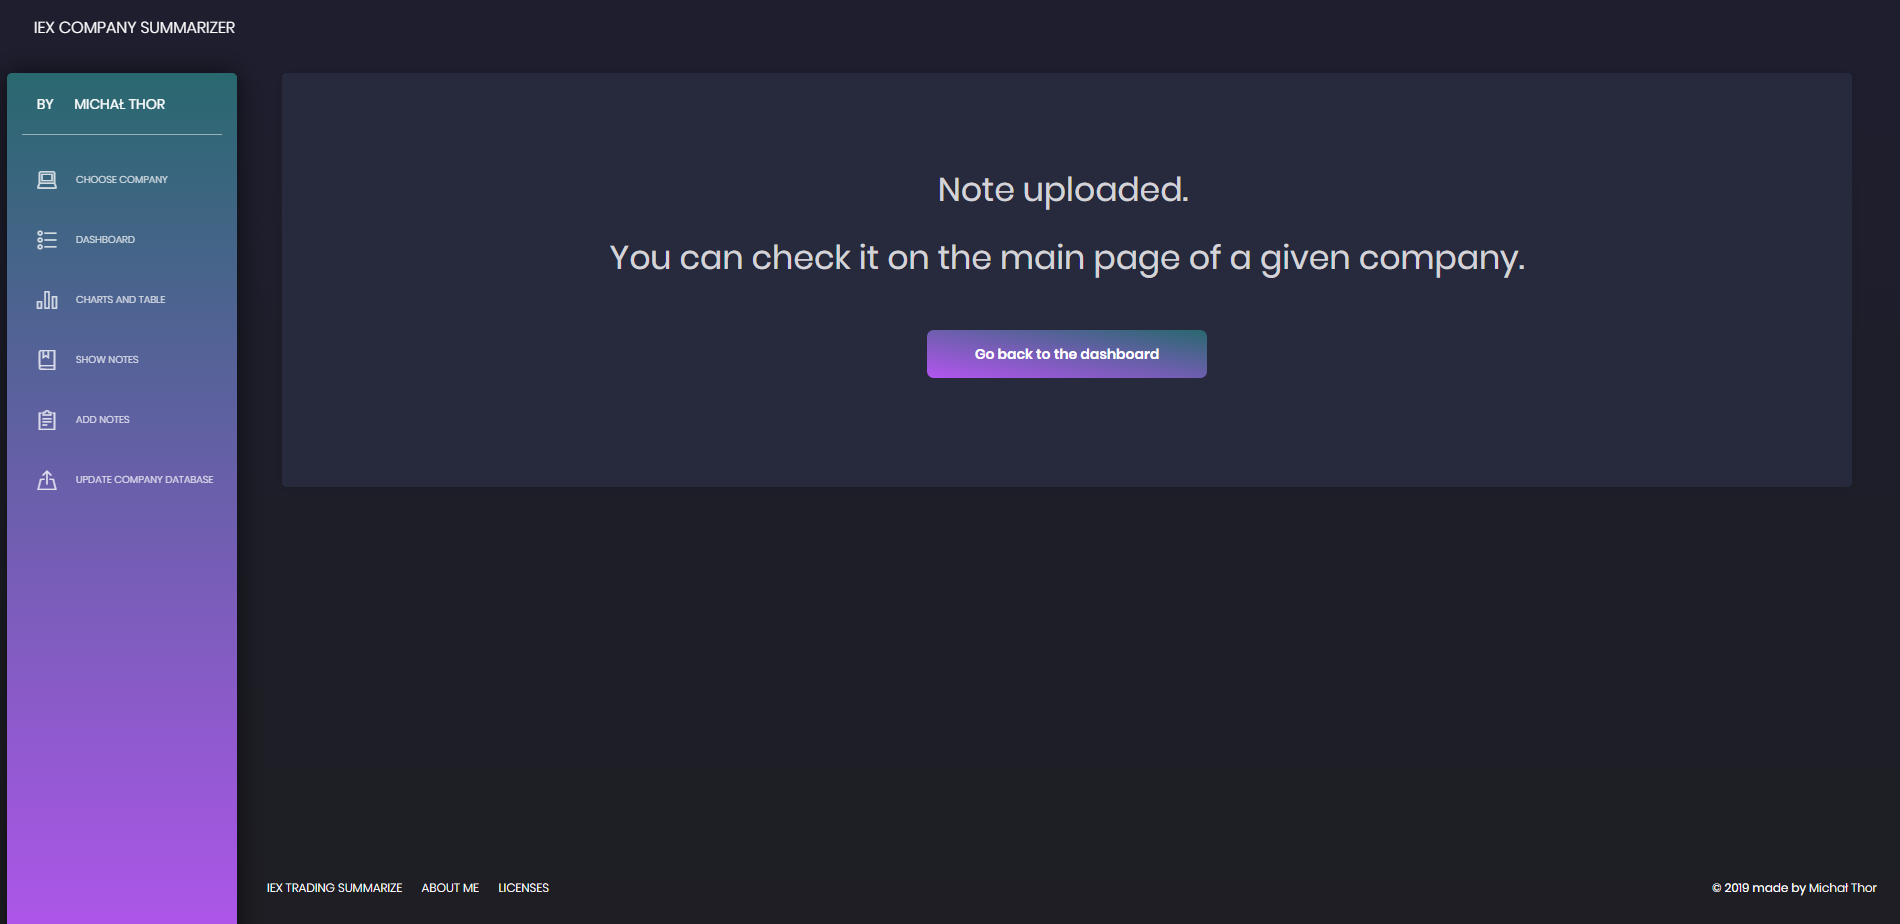 IEX COMPANY SUMMARIZER
BY MICHAŁ THOR
CHOOSE COMPANY
DASHBOARD
CHARTS AND TABLE
SHOW NOTES
ADD NOTES
UPDATE COMPANY DATABASE
Note uploaded.
You can check it on the main page of a given company.
Go back to the dashboard
IEX TRADING SUMMARIZE ABOUT ME LICENSES
© 2019 made by Michał Thor